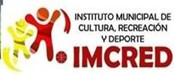 INSTITUTO MUNICIPAL DE
CULTURA, RECREACIÓN
Y DEPORTE
IMCRED